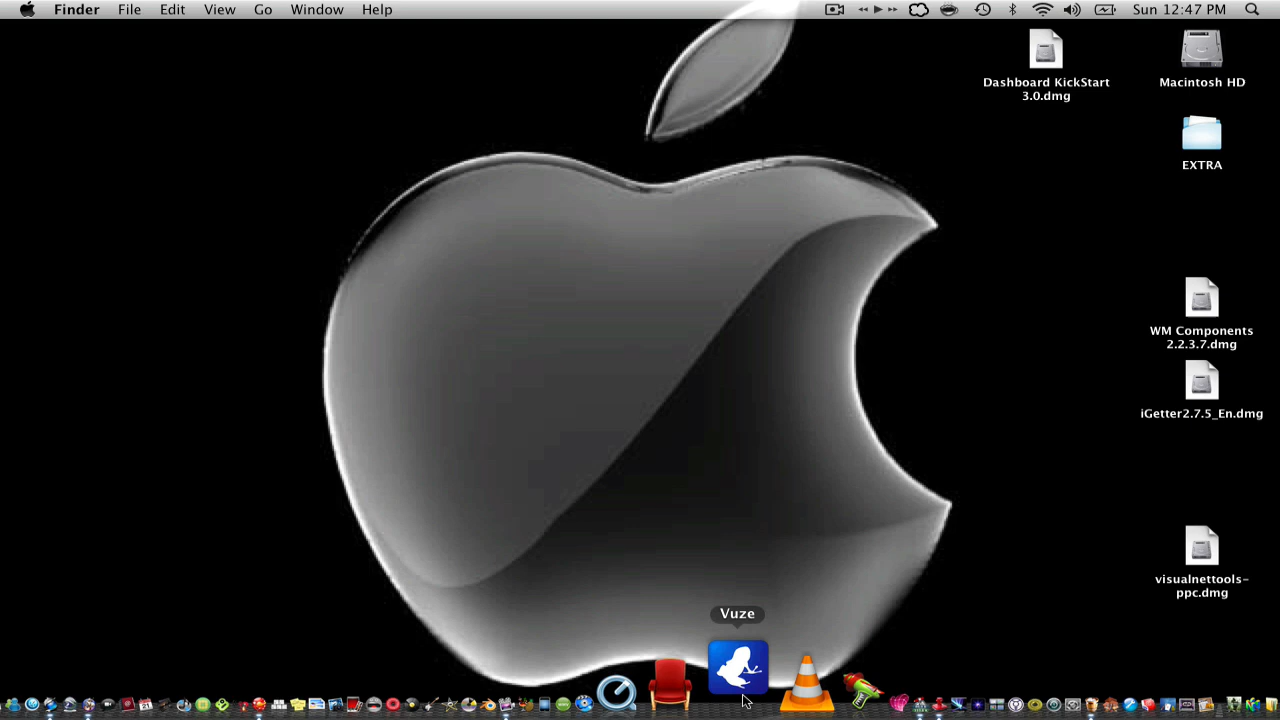 Finder File Edit View Go Window Help Sun 12:47 PM
Dashboard KickStart
3.0.dmg
Macintosh HD
EXTRA
WM Components
2.2.3.7.dmg
iGetter2.7.5_En.dmg
visualnettools-
ppc.dmg
Vuze